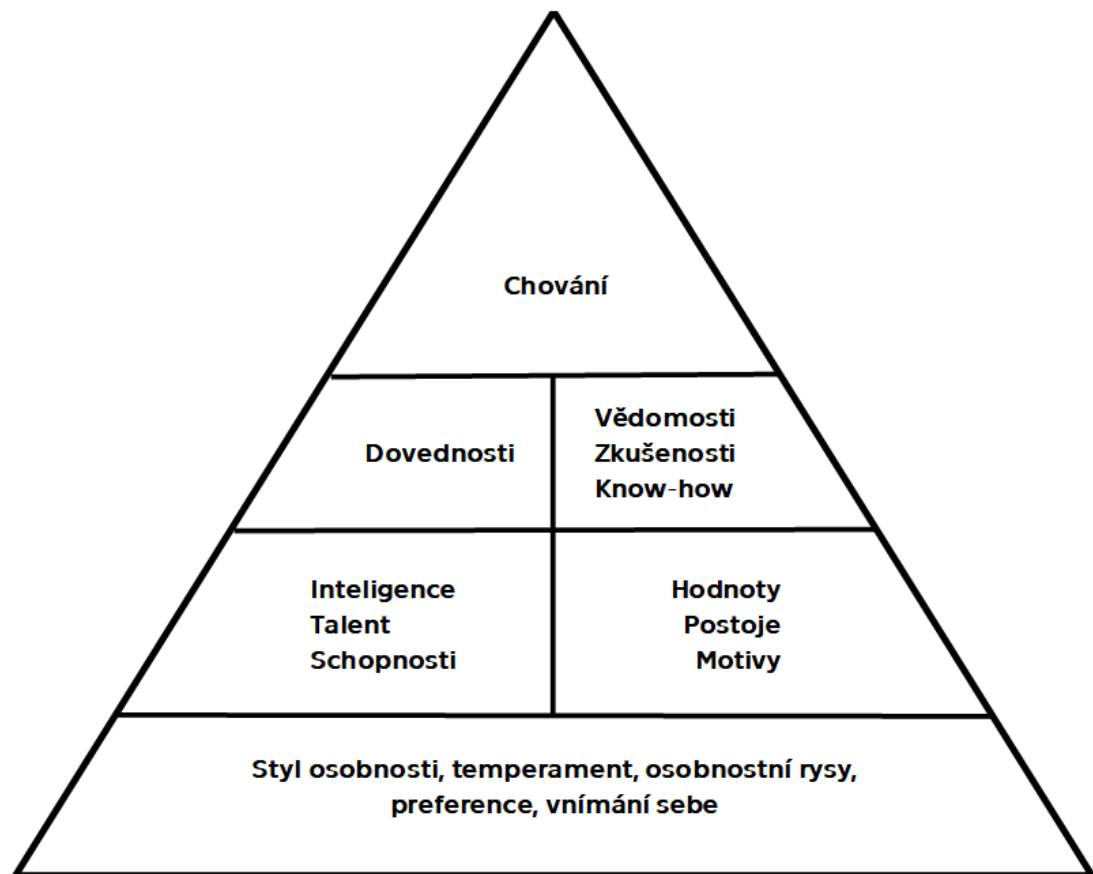 Chování
Dovednosti
Vědomosti
Zkušenosti
Know-how
Inteligence
Talent
Schopnosti
Hodnoty
Postoje
Motivy
Styl osobnosti, temperament, osobnostní rysy,
preference, vnímání sebe